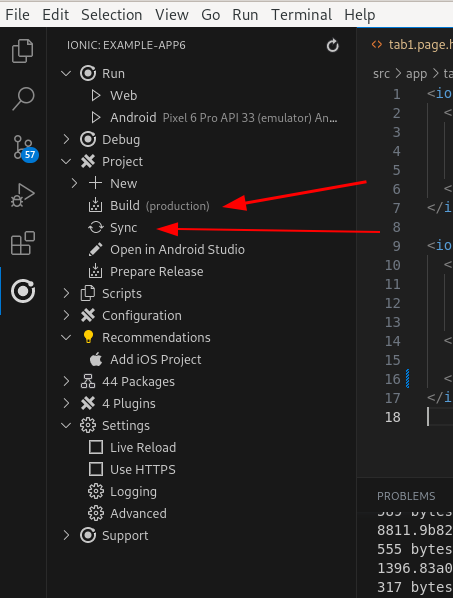 File Edit Selection View Go Run Terminal Help
IONIC: EXAMPLE-APP6
Run
Web
Android Pixel 6 Pro API 33 (emulator) An...
Debug
Project
New
Build (production)
Sync
Open in Android Studio
Prepare Release
Scripts
Configuration
Recommendations
Add iOS Project
44 Packages
4 Plugins
Settings
Live Reload
Use HTTPS
Logging
Advanced
Support
57
<> tab1.page.h
src > app > ta
1 <io
2 <
3
4
5
6 <
7 </i
8
9 <io
10 <
11
12
13
14 <
15
16 <
17 </i
18
PROBLEMS
569 bytes
8811.9b82
555 bytes
1396.83a0
317 bytes